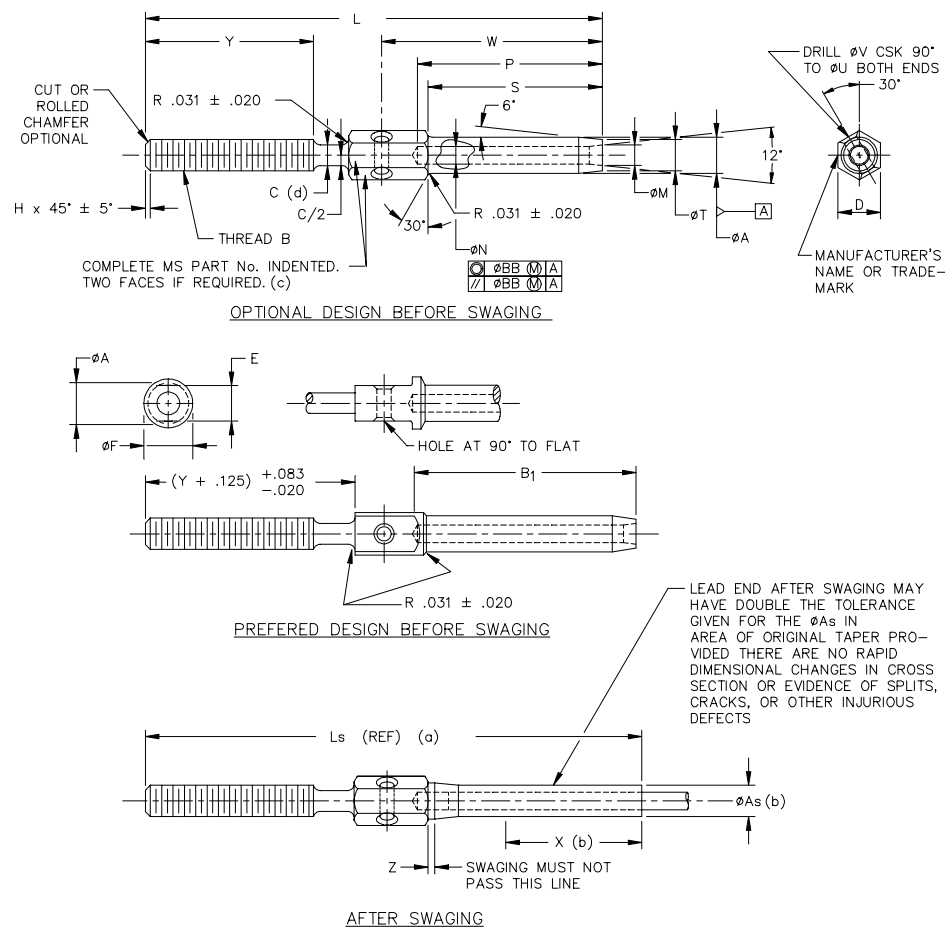 L
Y
W
P
S
DRILL ØV CSK 90°
TO ØU BOTH ENDS
30°
CUT OR
ROLLED
CHAMFER
OPTIONAL
R .031 ± .020
6°
12°
C (d)
C/2
H x 45° ± 5°
30°
R .031 ± .020
ØM
ØT
A
ØA
D
THREAD B
ØN
COMPLETE MS PART No. INDENTED.
TWO FACES IF REQUIRED. (c)
◎ ØBB Ⓜ A
// ØBB Ⓜ A
MANUFACTURER'S
NAME OR TRADE-
MARK
OPTIONAL DESIGN BEFORE SWAGING
ØA
E
ØF
HOLE AT 90° TO FLAT
(Y + .125) +.083
-.020
B1
R .031 ± .020
PREFERED DESIGN BEFORE SWAGING
LEAD END AFTER SWAGING MAY
HAVE DOUBLE THE TOLERANCE
GIVEN FOR THE ØAs IN
AREA OF ORIGINAL TAPER PRO-
VIDED THERE ARE NO RAPID
DIMENSIONAL CHANGES IN CROSS
SECTION OR EVIDENCE OF SPLITS,
CRACKS, OR OTHER INJURIOUS
DEFECTS
Ls (REF) (a)
ØAs (b)
X (b)
Z
SWAGING MUST NOT
PASS THIS LINE
AFTER SWAGING